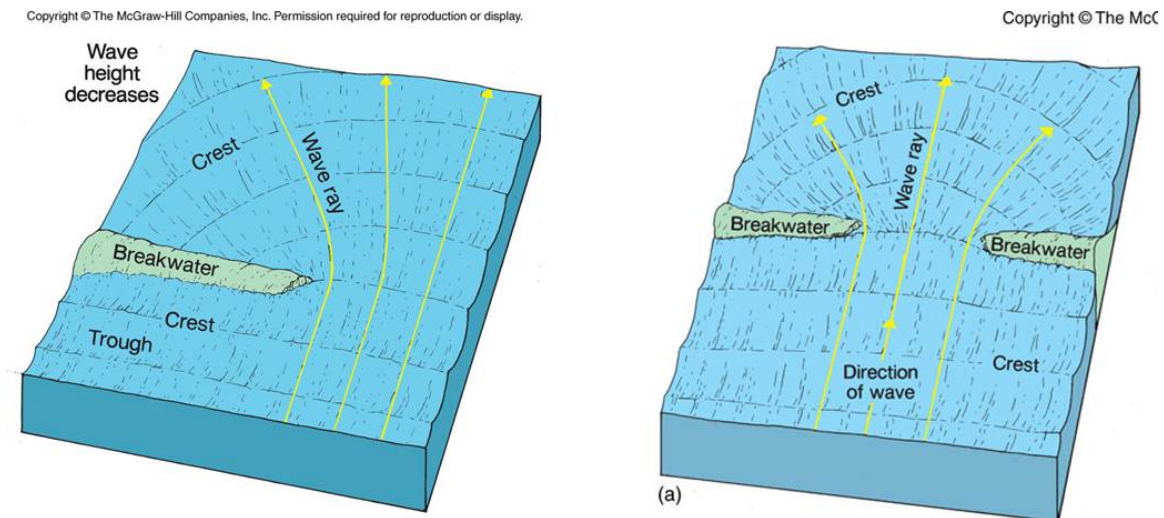 Copyright © The McGraw-Hill Companies, Inc. Permission required for reproduction or display.
Wave
height
decreases
Crest
Wave ray
Breakwater
Crest
Trough
Copyright © The McG
Crest
Wave ray
Breakwater
Breakwater
Direction
of wave
Crest
(a)